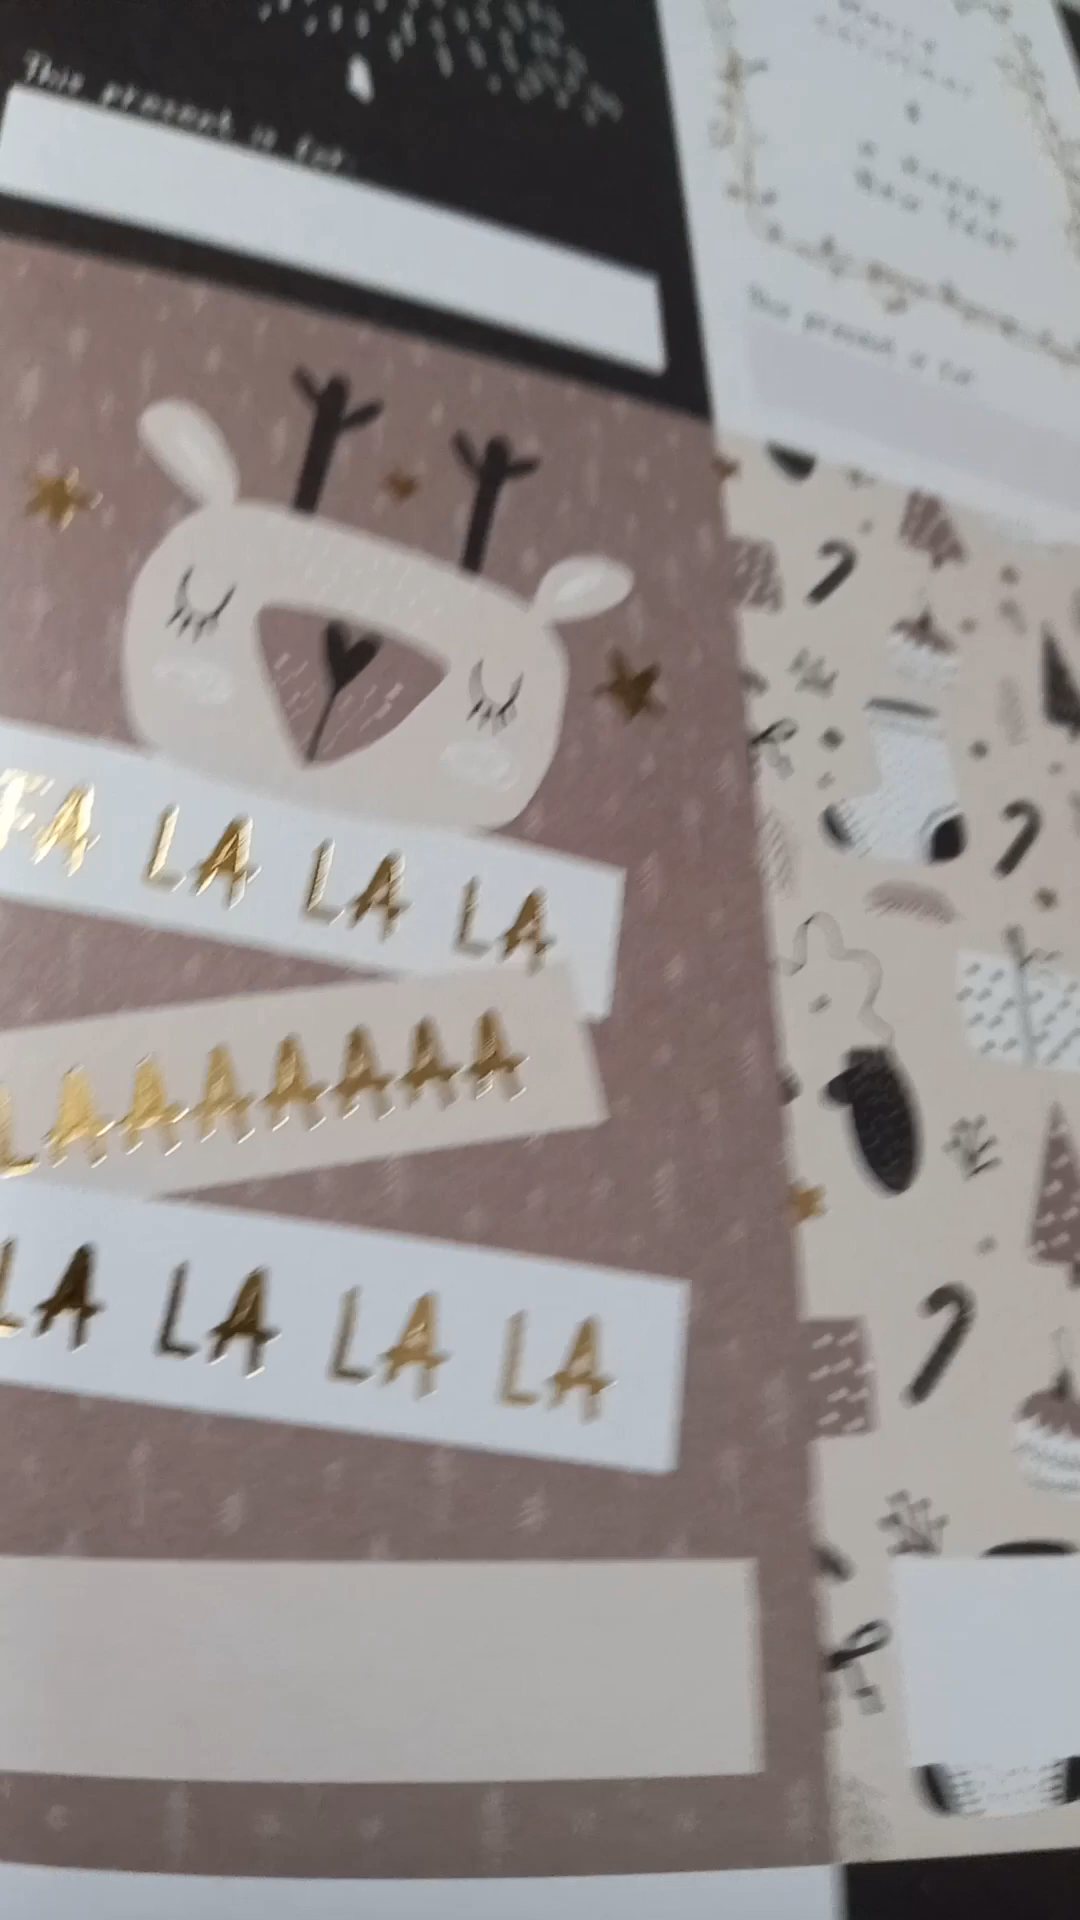 This present is for:
Merry
Christmas
&
a happy
new year
This present is for
FA LA LA LA
LAAAAAAA
LA LA LA LA